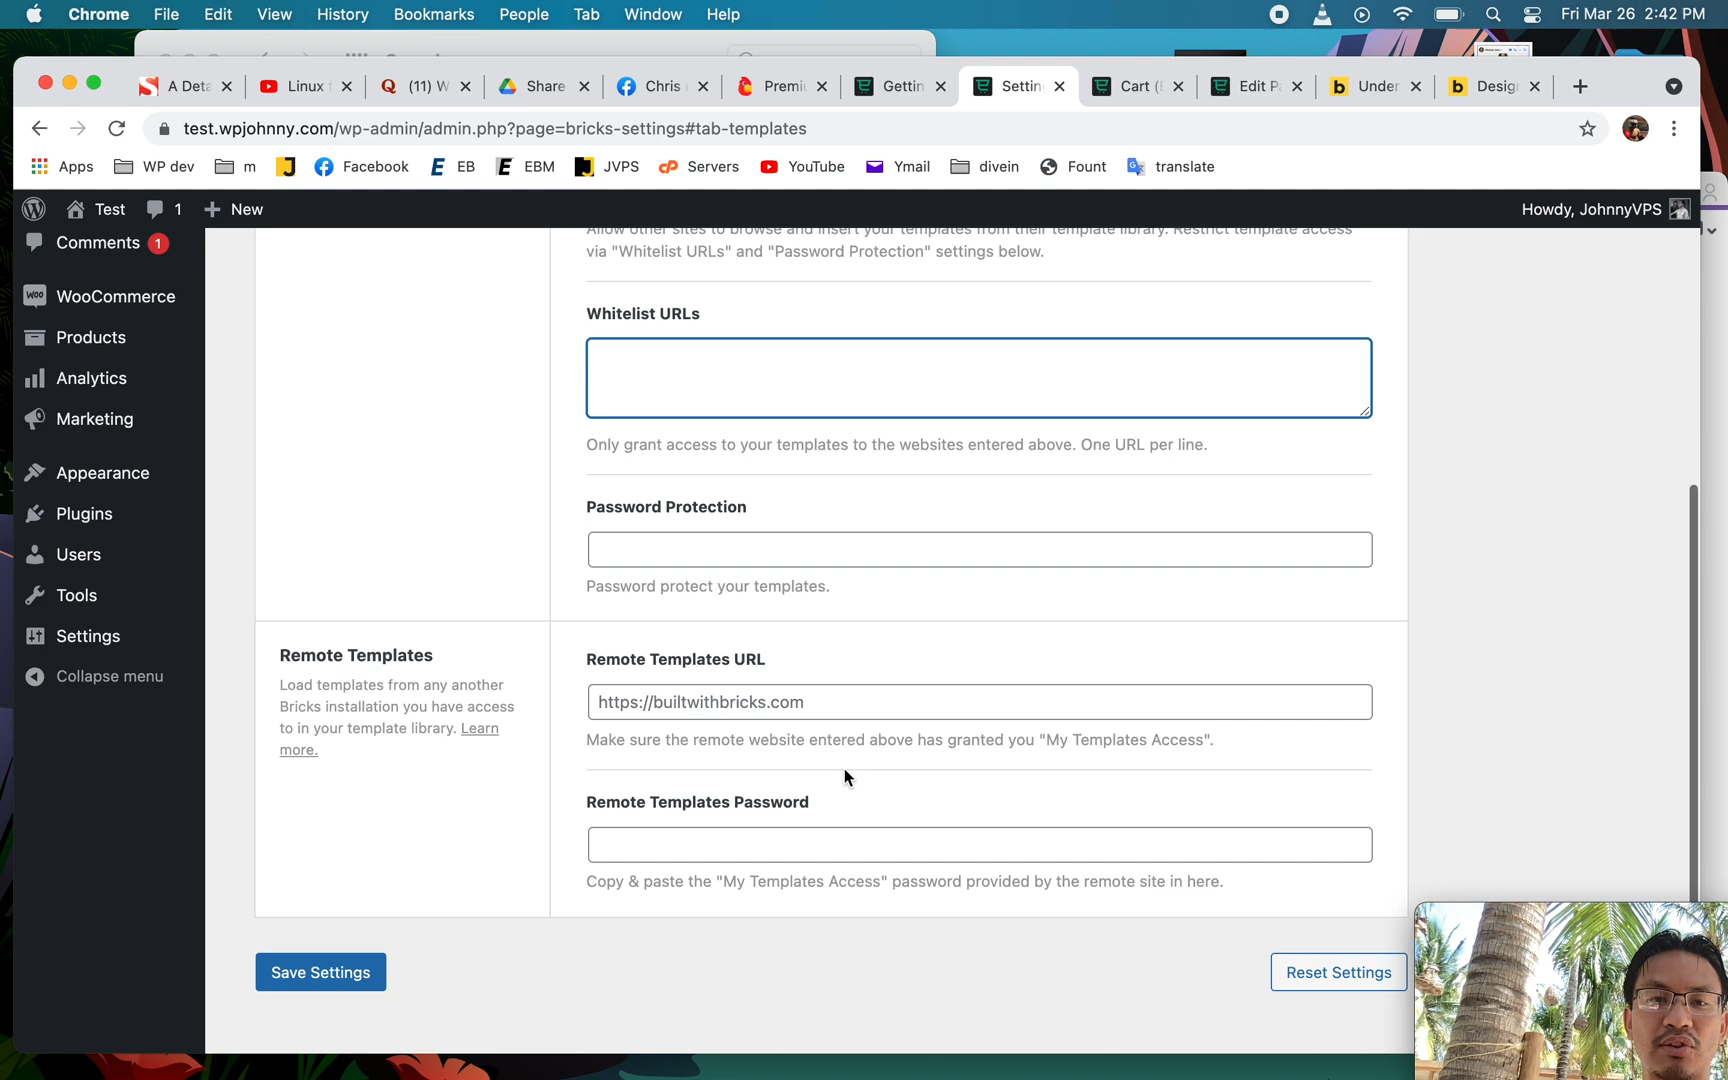 Chrome File Edit View History Bookmarks People Tab Window Help Fri Mar 26 2:42 PM
A Deta Linux (11) W Share Chris Premiu Gettin Settin Cart ( Edit P Under Desig
test.wpjohnny.com/wp-admin/admin.php?page=bricks-settings#tab-templates
Apps WP dev m Facebook EB EBM JVPS Servers YouTube Ymail divein Fount translate
Test 1 New Howdy, JohnnyVPS
Comments 1
WooCommerce
Products
Analytics
Marketing
Appearance
Plugins
Users
Tools
Settings
Collapse menu
Allow other sites to browse and insert your templates from their template library. Restrict template access
via "Whitelist URLs" and "Password Protection" settings below.
Whitelist URLs
Only grant access to your templates to the websites entered above. One URL per line.
Password Protection
Password protect your templates.
Remote Templates
Load templates from any another
Bricks installation you have access
to in your template library. Learn
more.
Remote Templates URL
https://builtwithbricks.com
Make sure the remote website entered above has granted you "My Templates Access".
Remote Templates Password
Copy & paste the "My Templates Access" password provided by the remote site in here.
Save Settings
Reset Settings